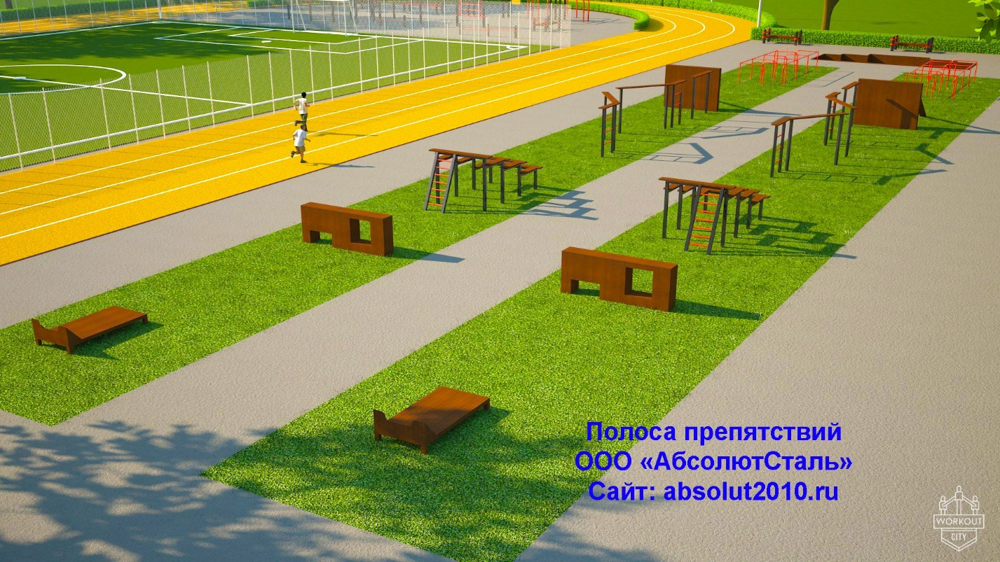 Полоса препятствий
ООО «АбсолютСталь»
Сайт: absolut2010.ru
WORKOUT
CITY